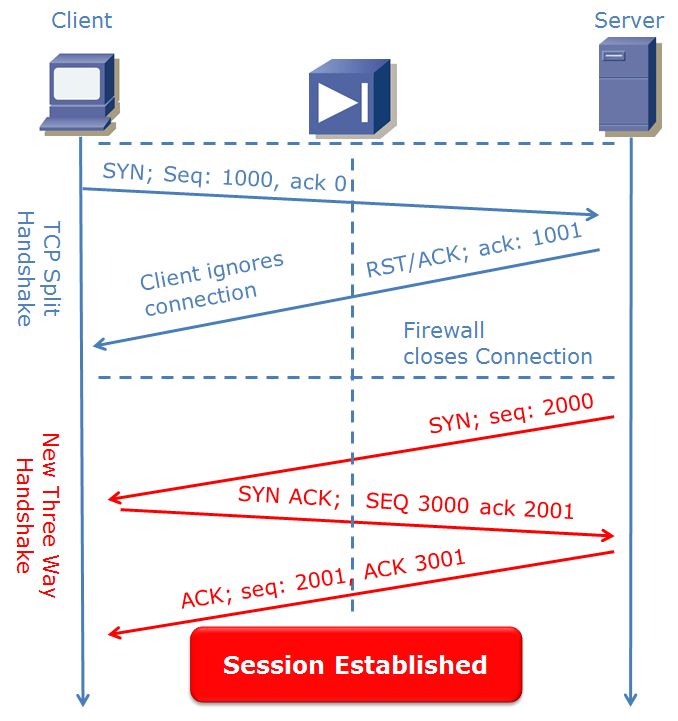 Client
Server
SYN; Seq: 1000, ack 0
RST/ACK; ack: 1001
Client ignores
connection
TCP Split
Handshake
Firewall
closes Connection
SYN; seq: 2000
SYN ACK; SEQ 3000 ack 2001
New Three Way
Handshake
ACK; seq: 2001, ACK 3001
Session Established